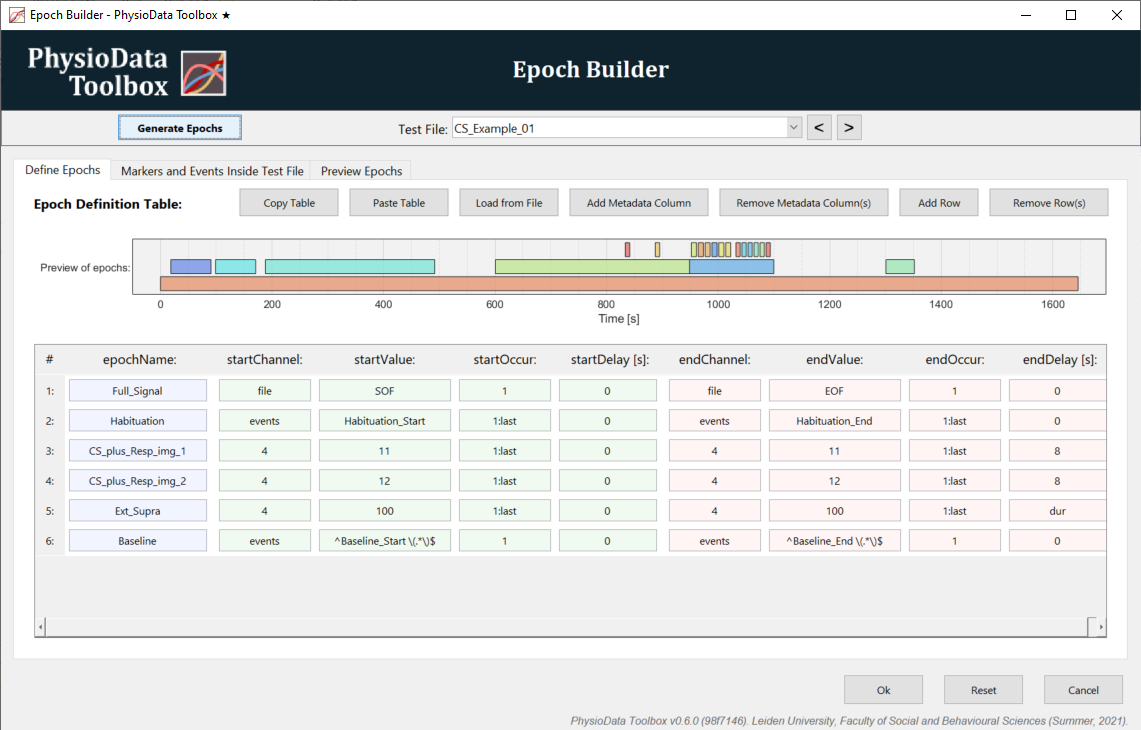 Epoch Builder - PhysioData Toolbox ★
PhysioData
Toolbox
Epoch Builder
Generate Epochs
Test File:
CS_Example_01
<
>
Define Epochs
Markers and Events Inside Test File
Preview Epochs
Epoch Definition Table:
Copy Table
Paste Table
Load from File
Add Metadata Column
Remove Metadata Column(s)
Add Row
Remove Row(s)
Preview of epochs:
0 200 400 600 800 1000 1200 1400 1600
Time [s]
# epochName: startChannel: startValue: startOccur: startDelay [s]: endChannel: endValue: endOccur: endDelay [s]:
1: Full_Signal file SOF 1 0 file EOF 1 0
2: Habituation events Habituation_Start 1:last 0 events Habituation_End 1:last 0
3: CS_plus_Resp_img_1 4 11 1:last 0 4 11 1:last 8
4: CS_plus_Resp_img_2 4 12 1:last 0 4 12 1:last 8
5: Ext_Supra 4 100 1:last 0 4 100 1:last dur
6: Baseline events ^Baseline_Start \(.*\)$ 1 0 events ^Baseline_End \(.*\)$ 1 0
Ok
Reset
Cancel
PhysioData Toolbox v0.6.0 (98f7146). Leiden University, Faculty of Social and Behavioural Sciences (Summer, 2021).